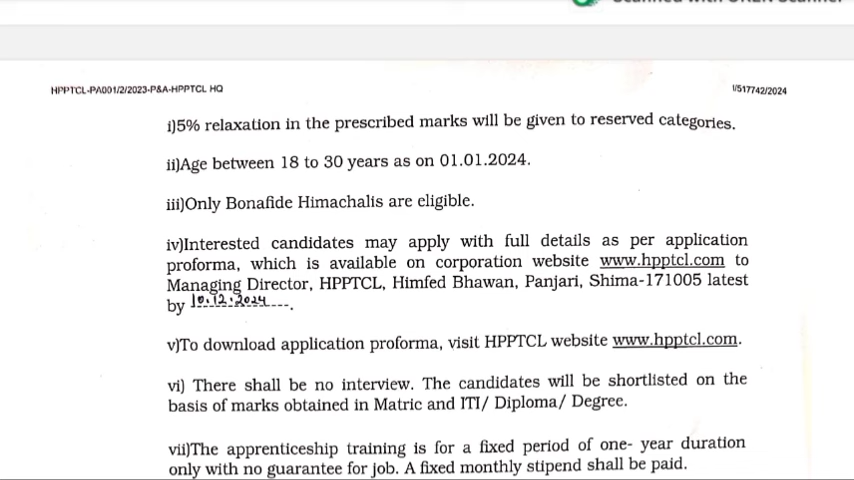 Scanned with OKEN Scanner
HPPTCL-PA001/2/2023-P&A-HPPTCL HQ
I/517742/2024
i)5% relaxation in the prescribed marks will be given to reserved categories.
ii)Age between 18 to 30 years as on 01.01.2024.
iii)Only Bonafide Himachalis are eligible.
iv)Interested candidates may apply with full details as per application
proforma, which is available on corporation website www.hpptcl.com to
Managing Director, HPPTCL, Himfed Bhawan, Panjari, Shima-171005 latest
by 10.12.2024---.
v)To download application proforma, visit HPPTCL website www.hpptcl.com.
vi) There shall be no interview. The candidates will be shortlisted on the
basis of marks obtained in Matric and ITI/ Diploma/ Degree.
vii)The apprenticeship training is for a fixed period of one- year duration
only with no guarantee for job. A fixed monthly stipend shall be paid.